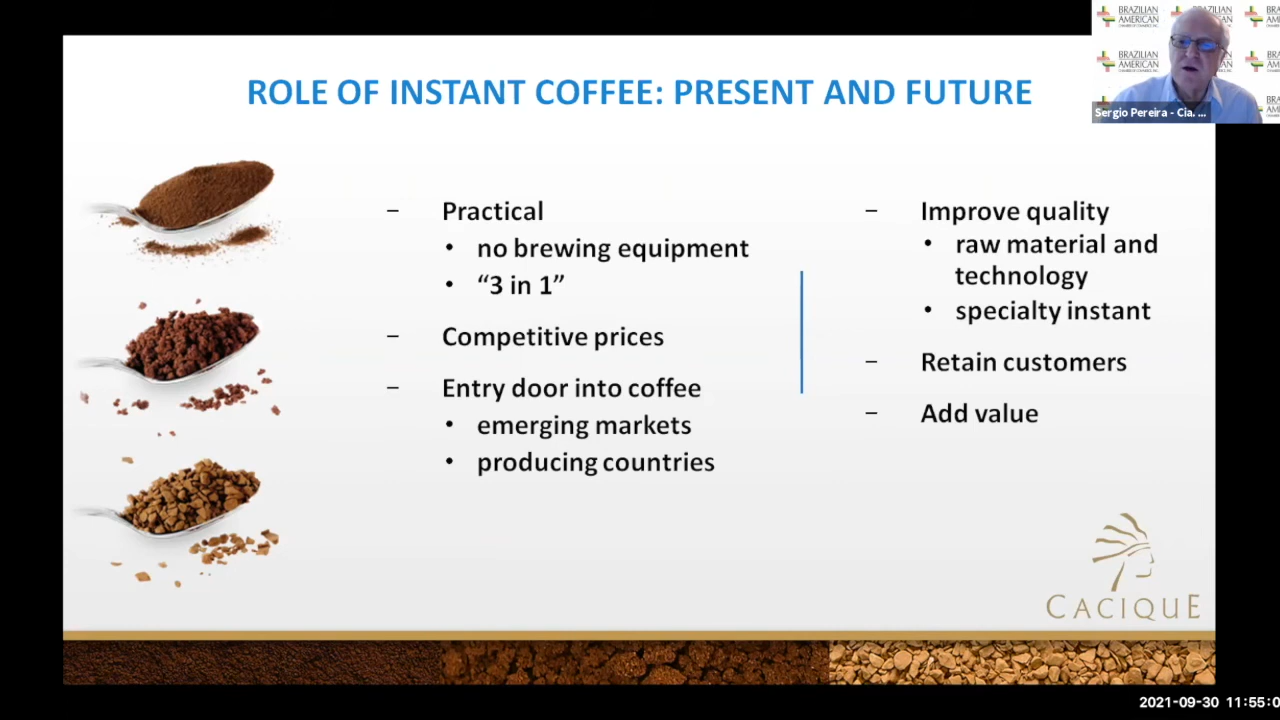 ROLE OF INSTANT COFFEE: PRESENT AND FUTURE
– Practical
• no brewing equipment
• “3 in 1”
– Competitive prices
– Entry door into coffee
• emerging markets
• producing countries
– Improve quality
• raw material and
technology
• specialty instant
– Retain customers
– Add value
CACIQUE
BRAZILIAN
AMERICAN
BRAZILIAN
AMERICAN
Sergio Pereira - Cia. ...
2021-09-30 11:55:0